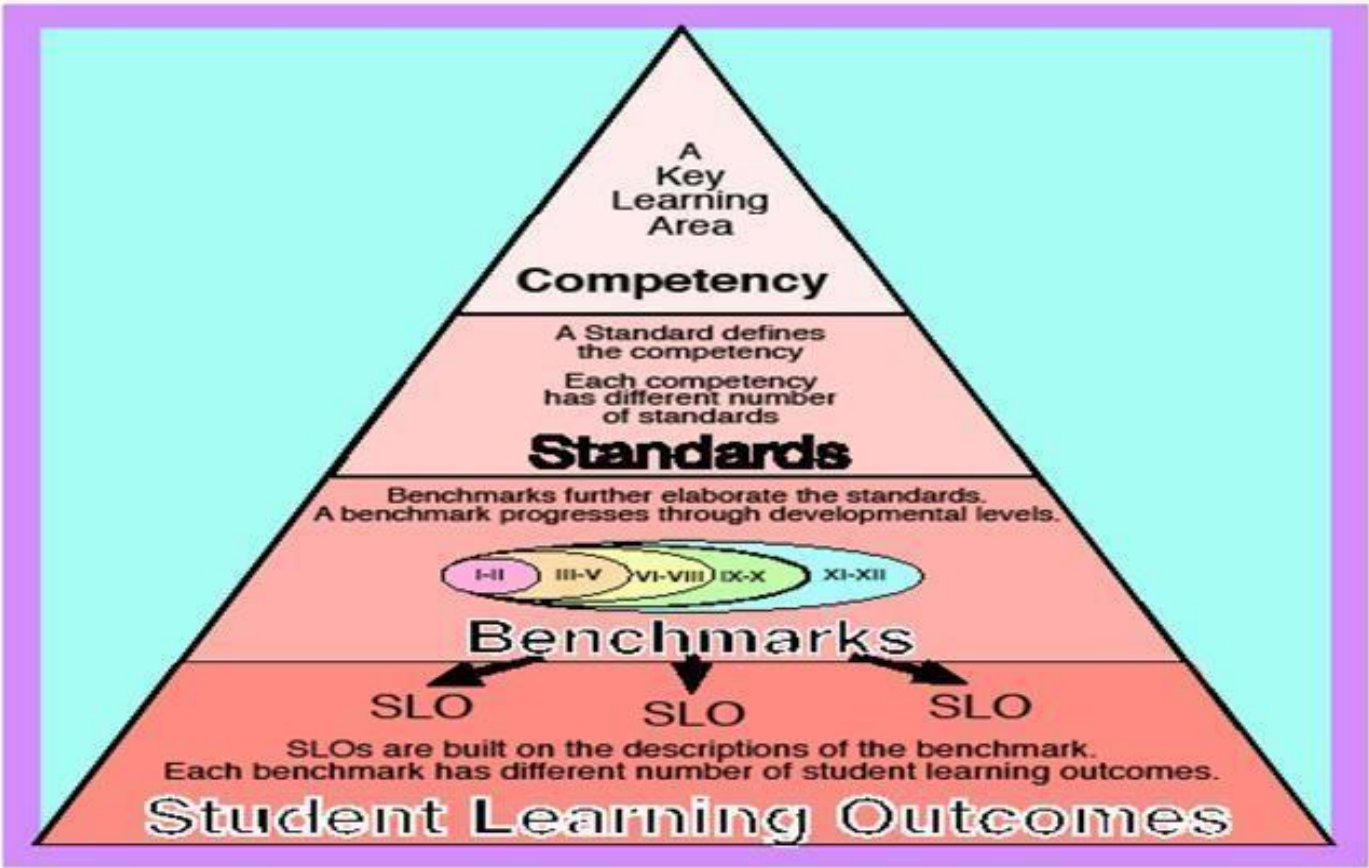 A
Key
Learning
Area
Competency
A Standard defines
the competency
Each competency
has different number
of standards
Standards
Benchmarks further elaborate the standards.
A benchmark progresses through developmental levels.
I-II III-V VI-VIII IX-X XI-XII
Benchmarks
SLO SLO SLO
SLOs are built on the descriptions of the benchmark.
Each benchmark has different number of student learning outcomes.
Student Learning Outcomes